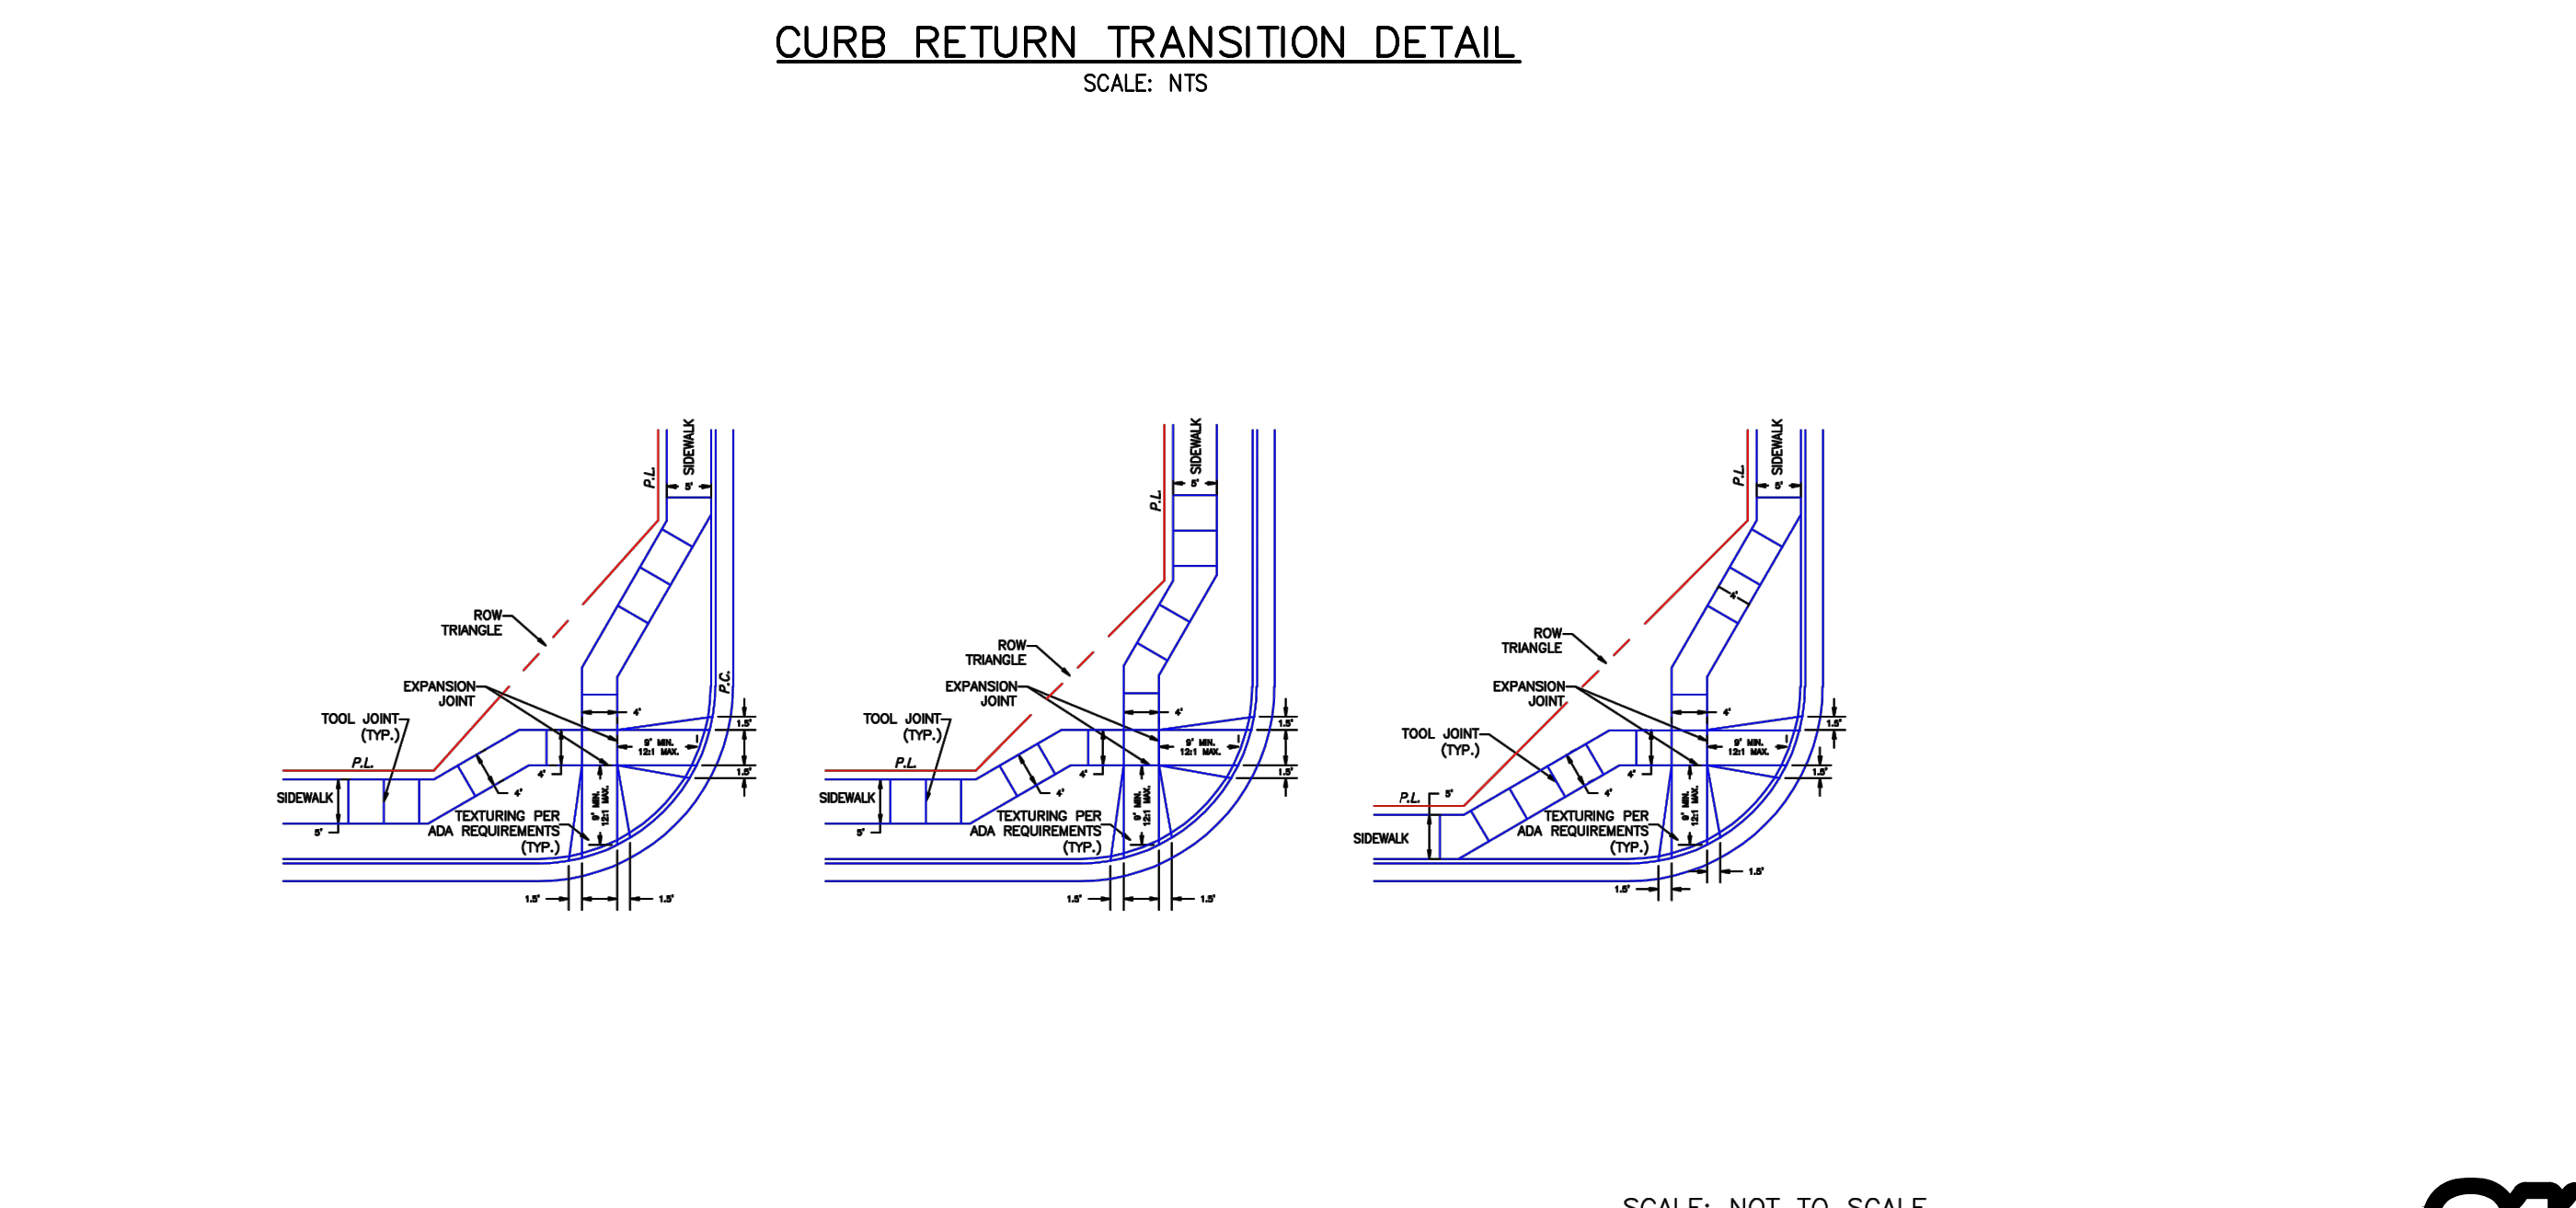 CURB RETURN TRANSITION DETAIL
SCALE: NTS
SIDEWALK
P.L.
5'
ROW
TRIANGLE
EXPANSION
JOINT
P.C.
TOOL JOINT
(TYP.)
4'
1.5'
9' MIN.
12:1 MAX.
1.5'
P.L.
4'
SIDEWALK
4'
5'
9' MIN.
12:1 MAX.
TEXTURING PER
ADA REQUIREMENTS
(TYP.)
1.5'
1.5'
SIDEWALK
P.L.
5'
ROW
TRIANGLE
EXPANSION
JOINT
TOOL JOINT
(TYP.)
4'
1.5'
9' MIN.
12:1 MAX.
1.5'
P.L.
4'
SIDEWALK
4'
5'
9' MIN.
12:1 MAX.
TEXTURING PER
ADA REQUIREMENTS
(TYP.)
1.5'
1.5'
SIDEWALK
P.L.
5'
4'
ROW
TRIANGLE
EXPANSION
JOINT
TOOL JOINT
(TYP.)
4'
1.5'
9' MIN.
12:1 MAX.
1.5'
4'
P.L.
5'
4'
SIDEWALK
9' MIN.
12:1 MAX.
TEXTURING PER
ADA REQUIREMENTS
(TYP.)
1.5'
1.5'
SCALE: NOT TO SCALE